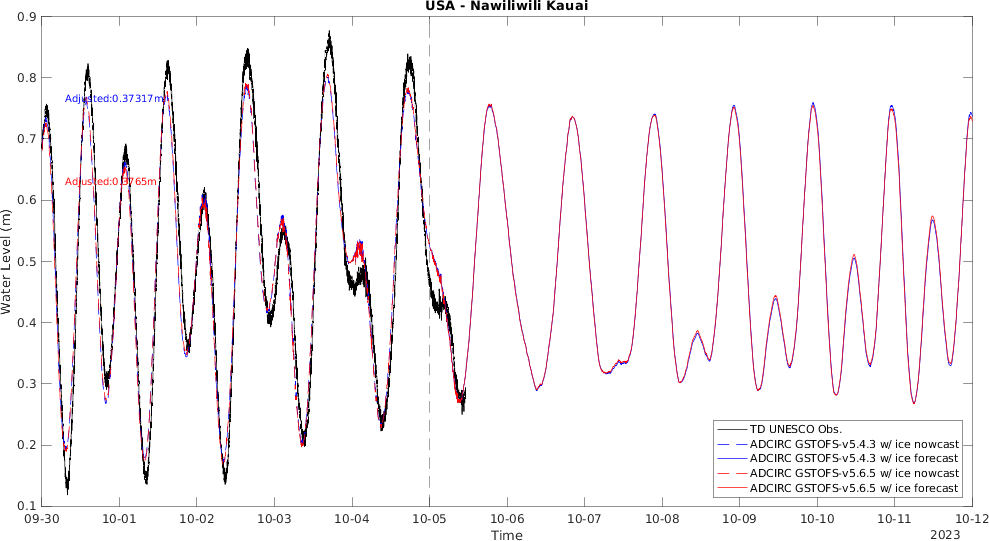 USA - Nawiliwili Kauai
0.9
0.8
0.7
0.6
0.5
0.4
0.3
0.2
0.1
Water Level (m)
Adjusted:0.37317m
Adjusted:0.3765m
TD UNESCO Obs.
ADCIRC GSTOFS-v5.4.3 w/ ice nowcast
ADCIRC GSTOFS-v5.4.3 w/ ice forecast
ADCIRC GSTOFS-v5.6.5 w/ ice nowcast
ADCIRC GSTOFS-v5.6.5 w/ ice forecast
09-30 10-01 10-02 10-03 10-04 10-05 10-06 10-07 10-08 10-09 10-10 10-11 10-12
Time
2023